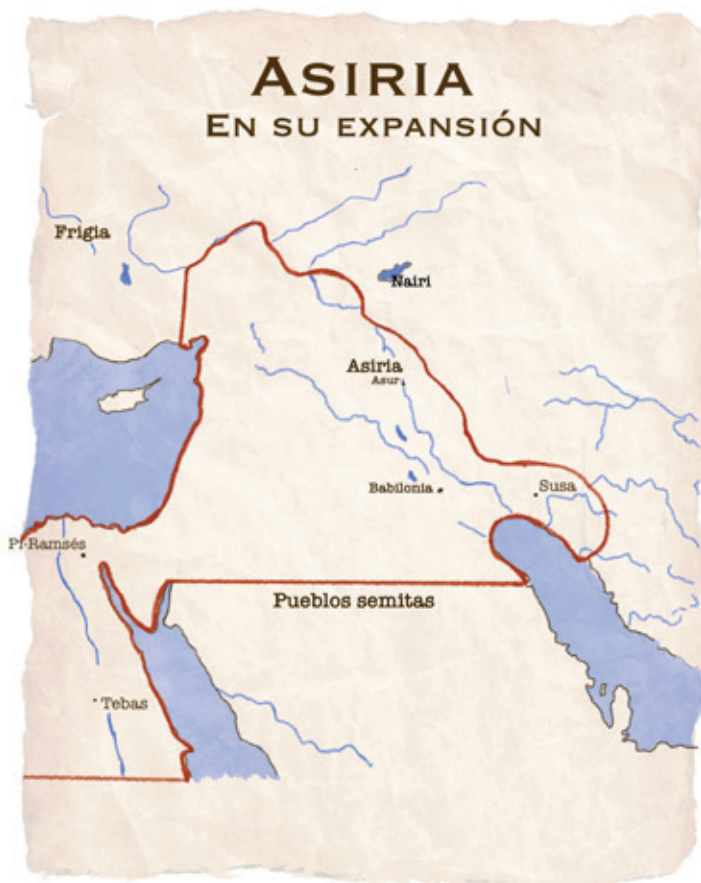 ASIRIA
EN SU EXPANSIÓN
Frigia
Nairi
Asiria
Asur
Babilonia
Susa
Pi-Ramsés
Pueblos semitas
Tebas